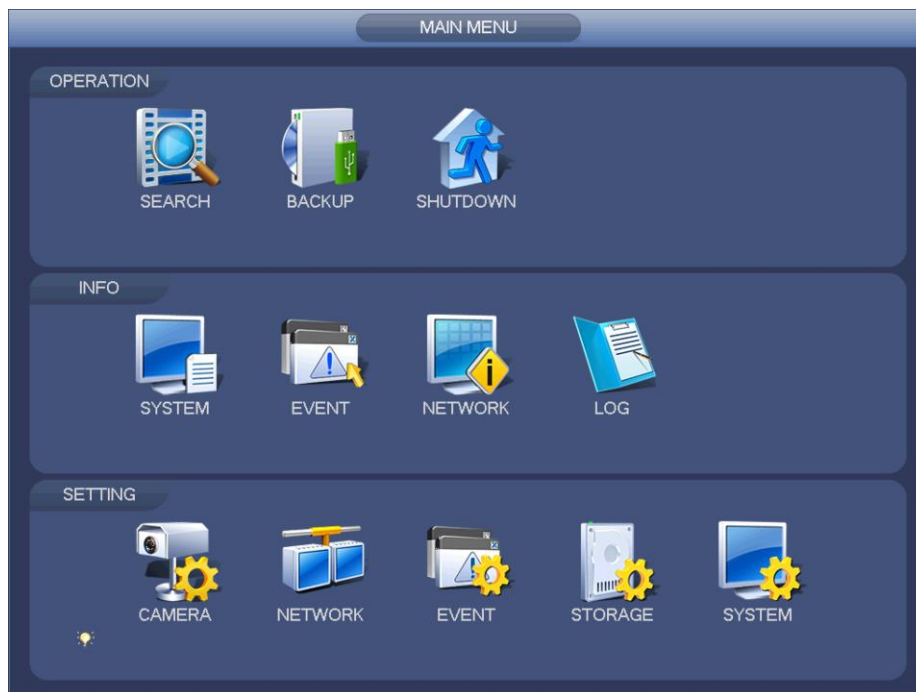 MAIN MENU
OPERATION
SEARCH BACKUP SHUTDOWN
INFO
SYSTEM EVENT NETWORK LOG
SETTING
CAMERA NETWORK EVENT STORAGE SYSTEM